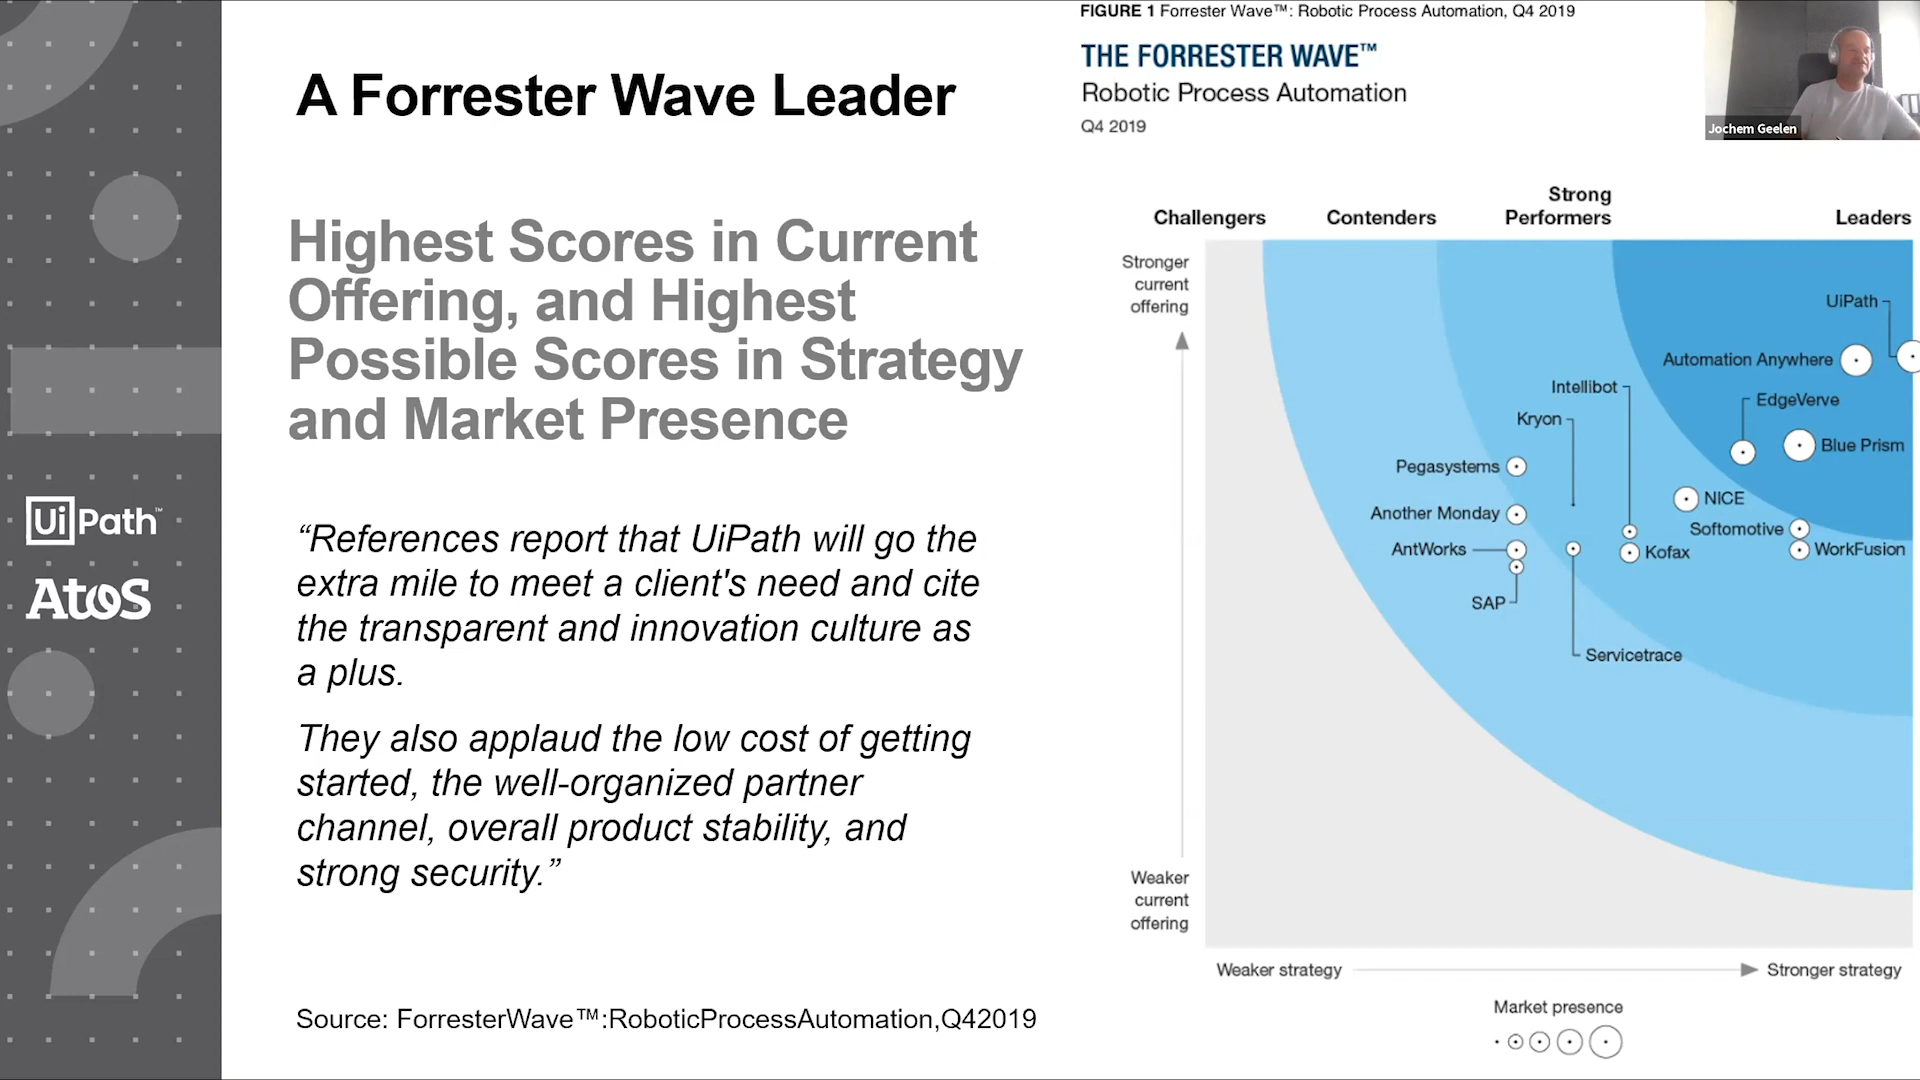 A Forrester Wave Leader
Highest Scores in Current
Offering, and Highest
Possible Scores in Strategy
and Market Presence
“References report that UiPath will go the
extra mile to meet a client's need and cite
the transparent and innovation culture as
a plus.
They also applaud the low cost of getting
started, the well-organized partner
channel, overall product stability, and
strong security.”
Source: ForresterWave™:RoboticProcessAutomation,Q42019
UiPath™
Atos
FIGURE 1 Forrester Wave™: Robotic Process Automation, Q4 2019
THE FORRESTER WAVE™
Robotic Process Automation
Q4 2019
Jochem Geelen
Challengers
Contenders
Strong
Performers
Leaders
Stronger
current
offering
UiPath
Automation Anywhere
Intellibot
EdgeVerve
Kryon
Blue Prism
Pegasystems
NICE
Another Monday
Softomotive
AntWorks
Kofax
WorkFusion
SAP
Servicetrace
Weaker
current
offering
Weaker strategy
Stronger strategy
Market presence